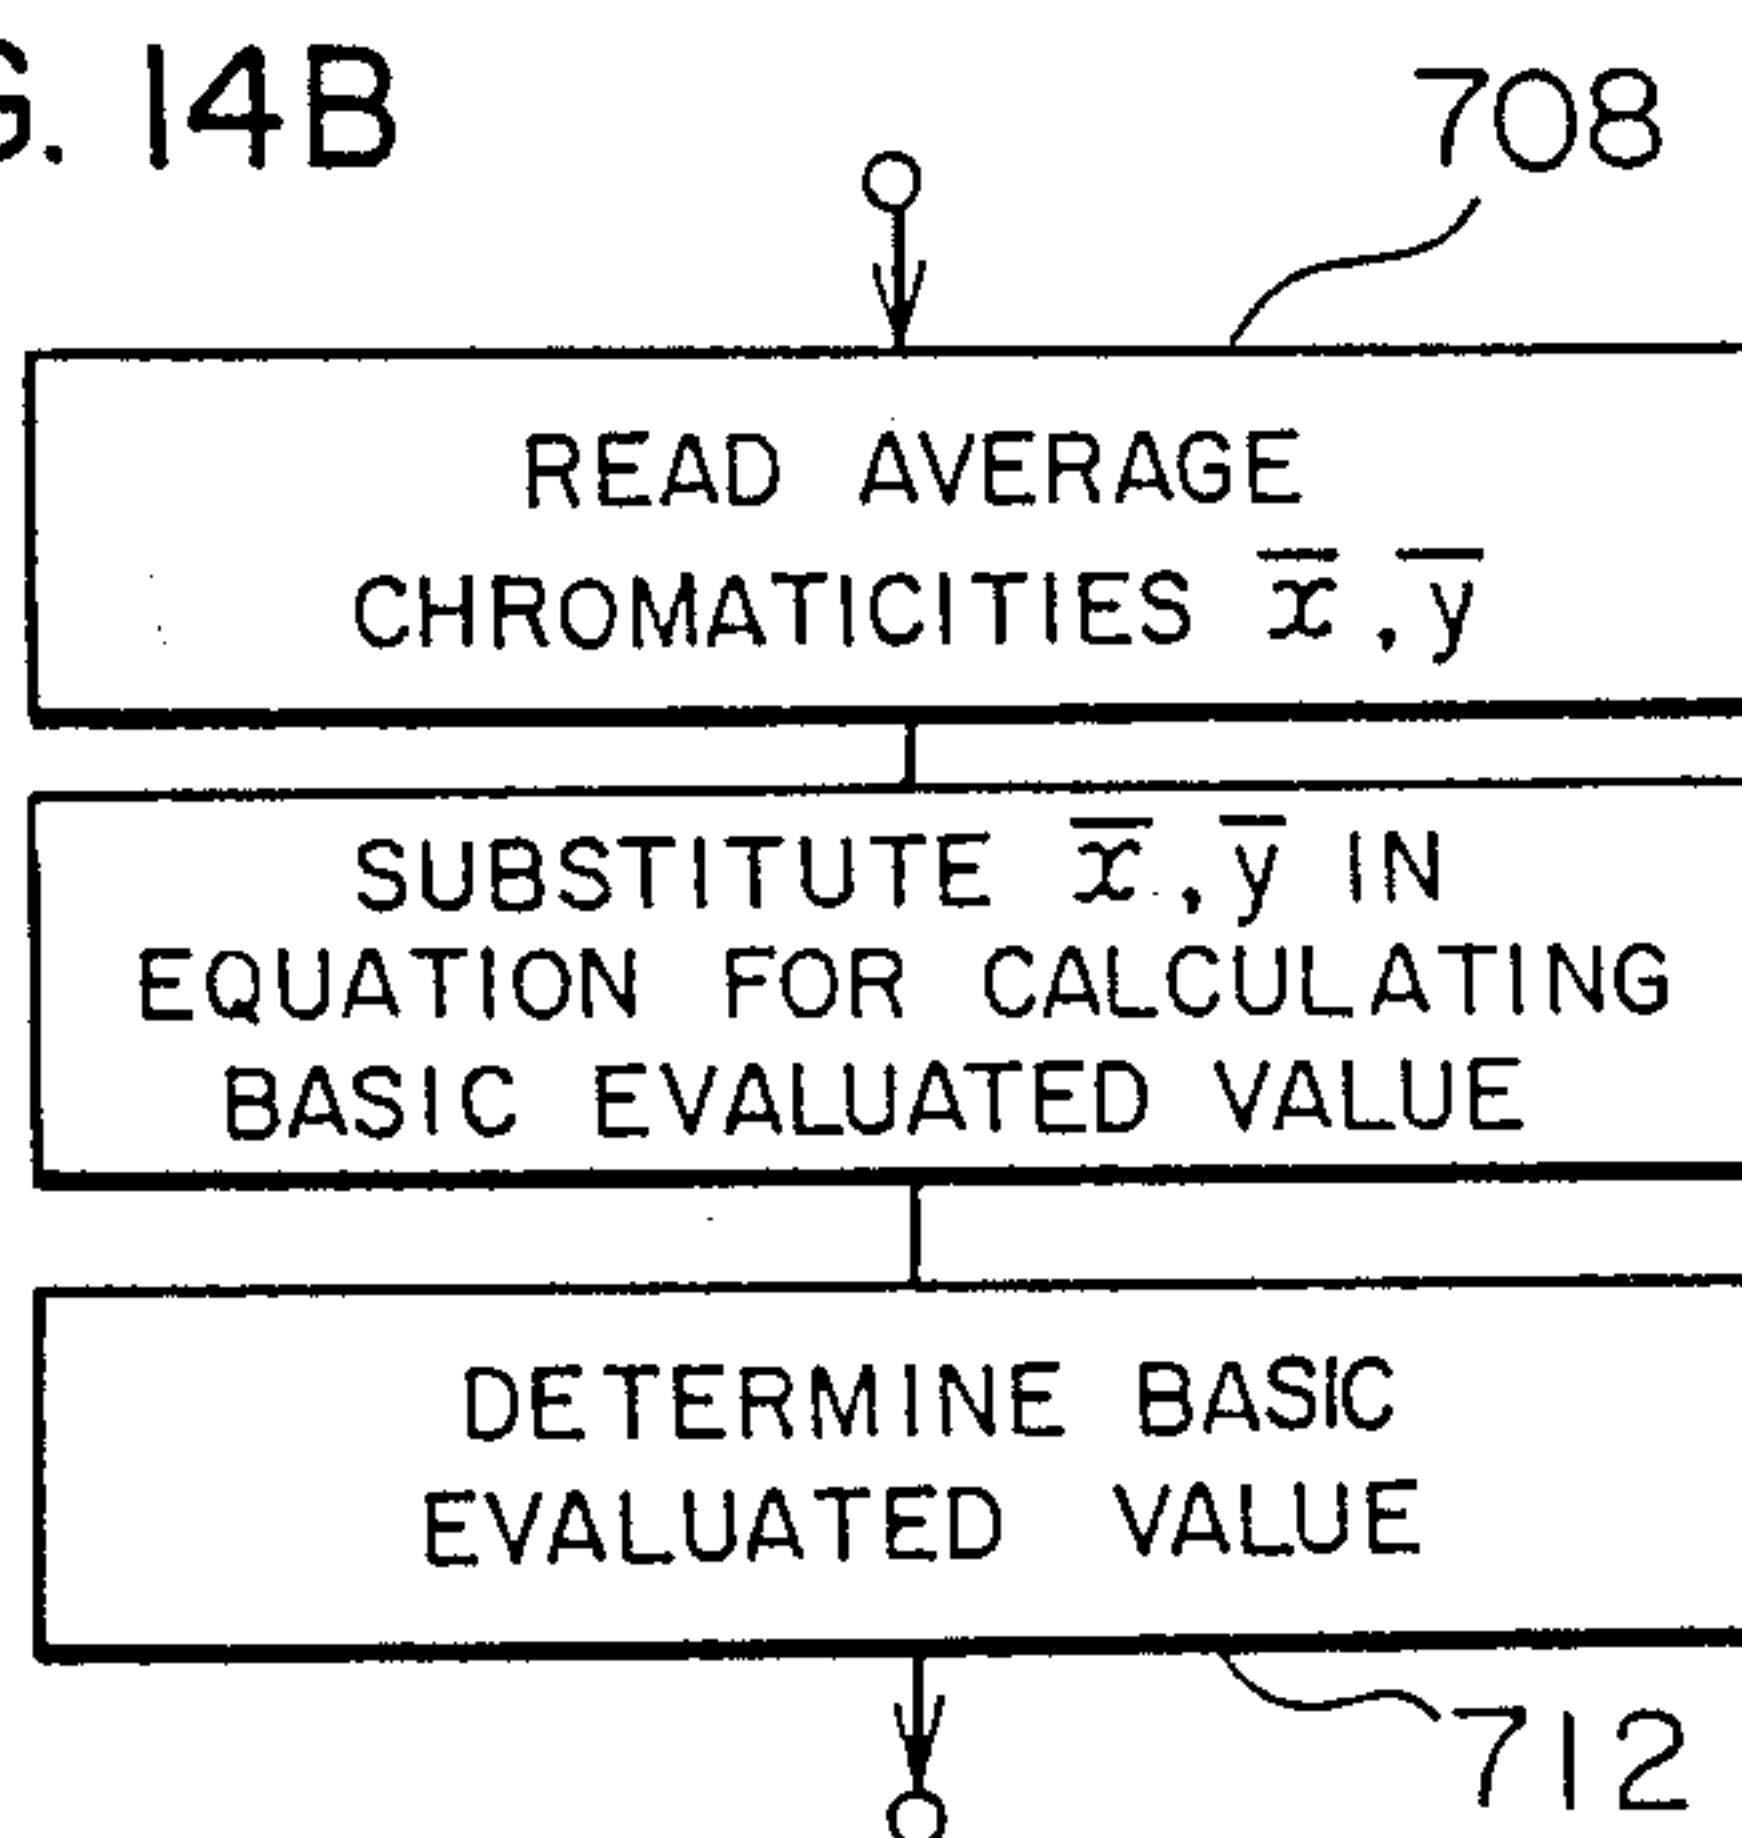 G. 14B
708
READ AVERAGE
CHROMATICITIES x̅, y̅
SUBSTITUTE x̅, y̅ IN
EQUATION FOR CALCULATING
BASIC EVALUATED VALUE
DETERMINE BASIC
EVALUATED VALUE
712